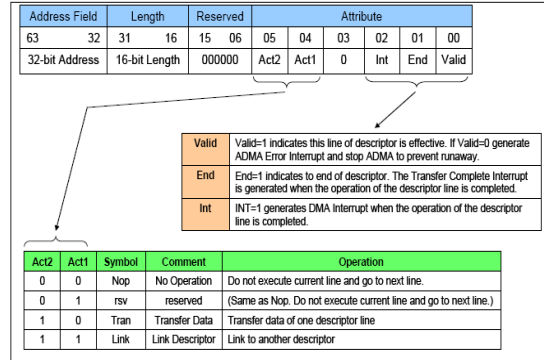 Address Field Length Reserved Attribute
63 32 31 16 15 06 05 04 03 02 01 00
32-bit Address 16-bit Length 000000 Act2 Act1 0 Int End Valid
Valid Valid=1 indicates this line of descriptor is effective. If Valid=0 generate
ADMA Error Interrupt and stop ADMA to prevent runaway.
End End=1 indicates to end of descriptor. The Transfer Complete Interrupt
is generated when the operation of the descriptor line is completed.
Int INT=1 generates DMA Interrupt when the operation of the descriptor
line is completed.
Act2 Act1 Symbol Comment Operation
0 0 Nop No Operation Do not execute current line and go to next line.
0 1 rsv reserved (Same as Nop. Do not execute current line and go to next line.)
1 0 Tran Transfer Data Transfer data of one descriptor line
1 1 Link Link Descriptor Link to another descriptor